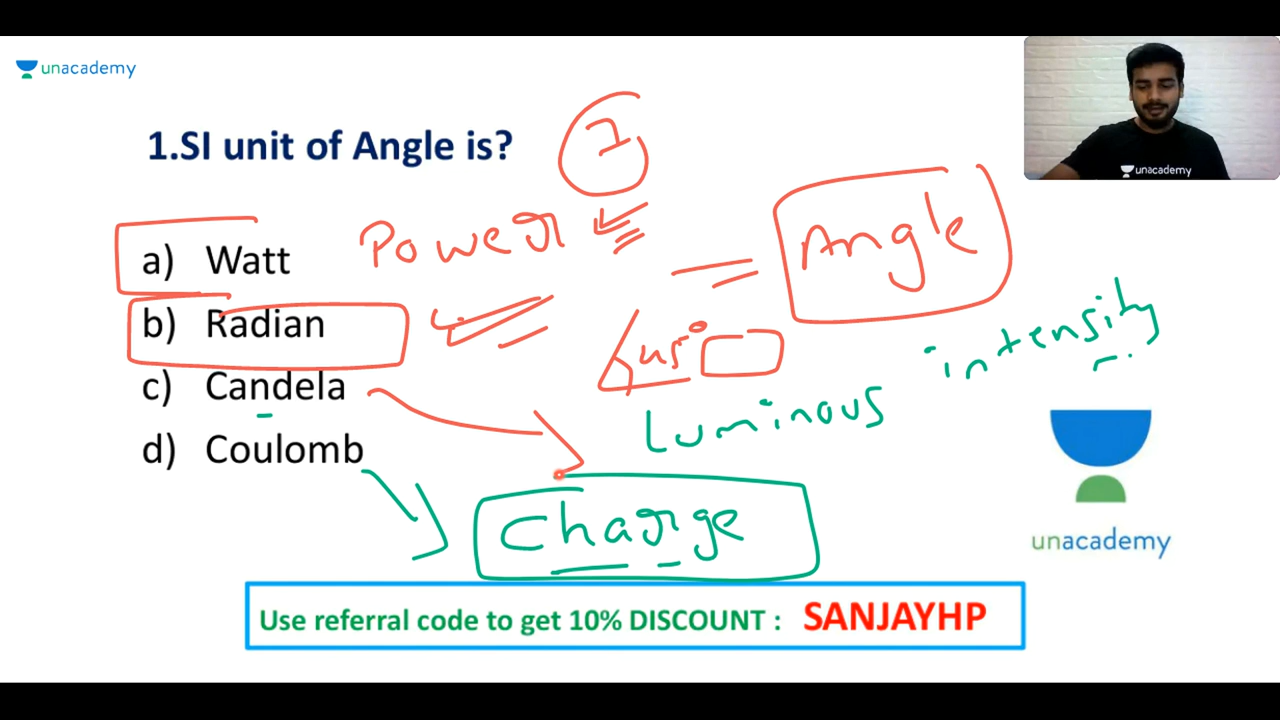 unacademy
unacademy
1.SI unit of Angle is?
a) Watt
Power
Angle
b) Radian
45°
c) Candela
Luminous intensity
d) Coulomb
Charge
unacademy
Use referral code to get 10% DISCOUNT : SANJAYHP